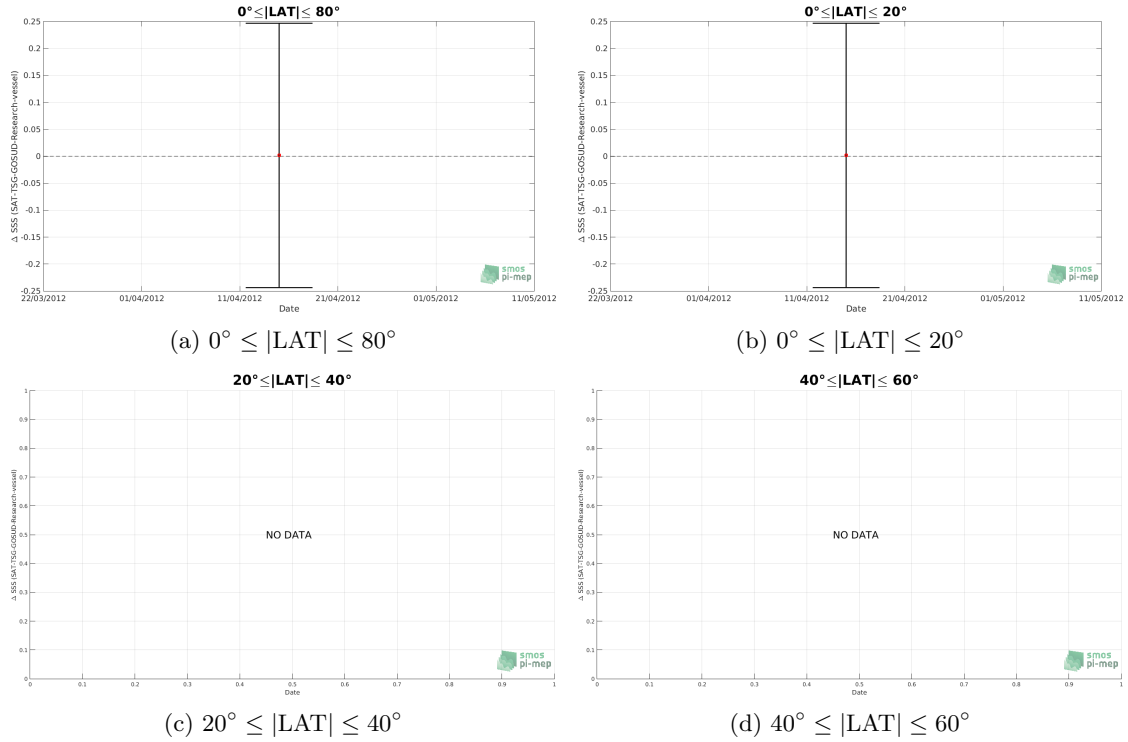 0°≤|LAT|≤ 80°
0.25
0.2
0.15
0.1
0.05
0
-0.05
-0.1
-0.15
-0.2
-0.25
Δ SSS (SAT-TSG-GOSUD-Research-vessel)
22/03/2012 01/04/2012 11/04/2012 21/04/2012 01/05/2012 11/05/2012
Date
smos
pi-mep
(a) 0° ≤ |LAT| ≤ 80°
0°≤|LAT|≤ 20°
0.25
0.2
0.15
0.1
0.05
0
-0.05
-0.1
-0.15
-0.2
-0.25
Δ SSS (SAT-TSG-GOSUD-Research-vessel)
22/03/2012 01/04/2012 11/04/2012 21/04/2012 01/05/2012 11/05/2012
Date
smos
pi-mep
(b) 0° ≤ |LAT| ≤ 20°
20°≤|LAT|≤ 40°
1
0.9
0.8
0.7
0.6
0.5
0.4
0.3
0.2
0.1
0
Δ SSS (SAT-TSG-GOSUD-Research-vessel)
NO DATA
0 0.1 0.2 0.3 0.4 0.5 0.6 0.7 0.8 0.9 1
Date
smos
pi-mep
(c) 20° ≤ |LAT| ≤ 40°
40°≤|LAT|≤ 60°
1
0.9
0.8
0.7
0.6
0.5
0.4
0.3
0.2
0.1
0
Δ SSS (SAT-TSG-GOSUD-Research-vessel)
NO DATA
0 0.1 0.2 0.3 0.4 0.5 0.6 0.7 0.8 0.9 1
Date
smos
pi-mep
(d) 40° ≤ |LAT| ≤ 60°